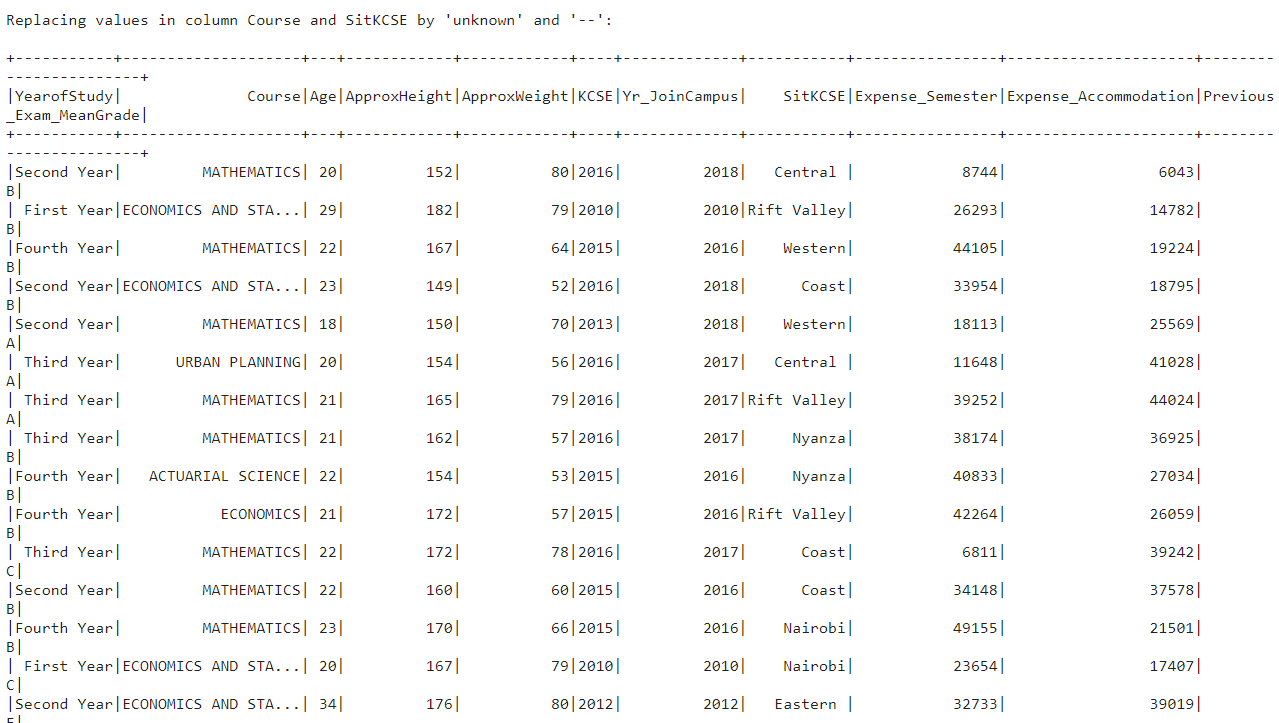 Replacing values in column Course and SitKCSE by 'unknown' and '--':
+-----------+--------------------+---+------------+------------+----+-------------+-----------+----------------+---------------------+--------
---------------+
|YearofStudy|              Course|Age|ApproxHeight|ApproxWeight|KCSE|Yr_JoinCampus|    SitKCSE|Expense_Semester|Expense_Accommodation|Previous
_Exam_MeanGrade|
+-----------+--------------------+---+------------+------------+----+-------------+-----------+----------------+---------------------+--------
---------------+
|Second Year|         MATHEMATICS| 20|         152|          80|2016|         2018|   Central |            8744|                 6043|
B|
| First Year|ECONOMICS AND STA...| 29|         182|          79|2010|         2010|Rift Valley|           26293|                14782|
B|
|Fourth Year|         MATHEMATICS| 22|         167|          64|2015|         2016|    Western|           44105|                19224|
B|
|Second Year|ECONOMICS AND STA...| 23|         149|          52|2016|         2018|      Coast|           33954|                18795|
B|
|Second Year|         MATHEMATICS| 18|         150|          70|2013|         2018|    Western|           18113|                25569|
A|
| Third Year|      URBAN PLANNING| 20|         154|          56|2016|         2017|   Central |           11648|                41028|
A|
| Third Year|         MATHEMATICS| 21|         165|          79|2016|         2017|Rift Valley|           39252|                44024|
A|
| Third Year|         MATHEMATICS| 21|         162|          57|2016|         2017|     Nyanza|           38174|                36925|
B|
|Fourth Year|   ACTUARIAL SCIENCE| 22|         154|          53|2015|         2016|     Nyanza|           40833|                27034|
B|
|Fourth Year|           ECONOMICS| 21|         172|          57|2015|         2016|Rift Valley|           42264|                26059|
B|
| Third Year|         MATHEMATICS| 22|         172|          78|2016|         2017|      Coast|            6811|                39242|
C|
|Second Year|         MATHEMATICS| 22|         160|          60|2015|         2016|      Coast|           34148|                37578|
B|
|Fourth Year|         MATHEMATICS| 23|         170|          66|2015|         2016|    Nairobi|           49155|                21501|
B|
| First Year|ECONOMICS AND STA...| 20|         167|          79|2010|         2010|    Nairobi|           23654|                17407|
C|
|Second Year|ECONOMICS AND STA...| 34|         176|          80|2012|         2012|   Eastern |           32733|                39019|